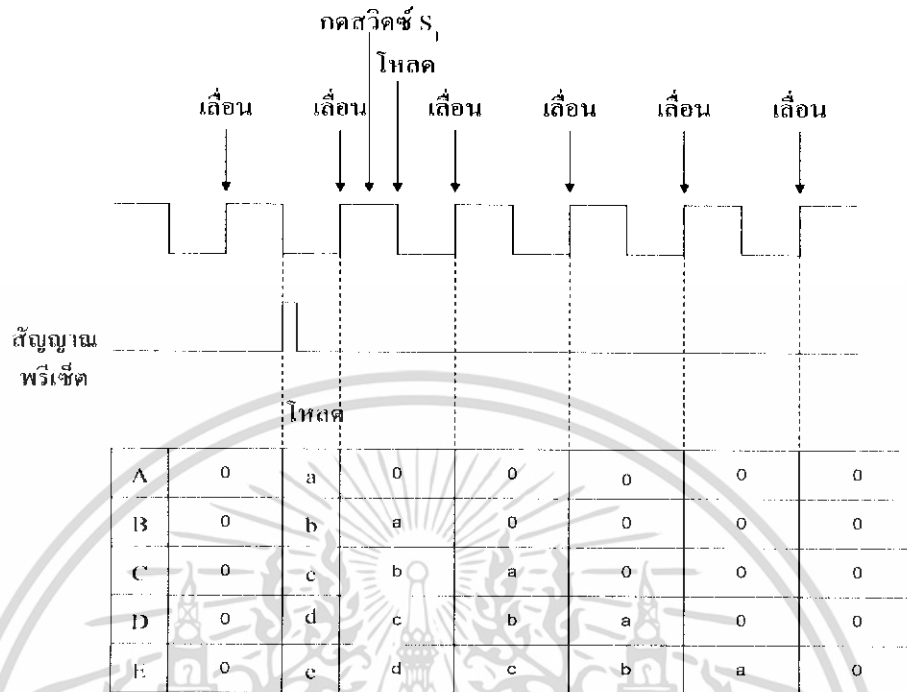 กดสวิตซ์ S1
โหลด
เลื่อน เลื่อน เลื่อน เลื่อน เลื่อน เลื่อน
สัญญาณ
พรีเซ็ต
โหลด
A 0 a 0 0 0 0 0
B 0 b a 0 0 0 0
C 0 c b a 0 0 0
D 0 d c b a 0 0
E 0 e d c b a 0